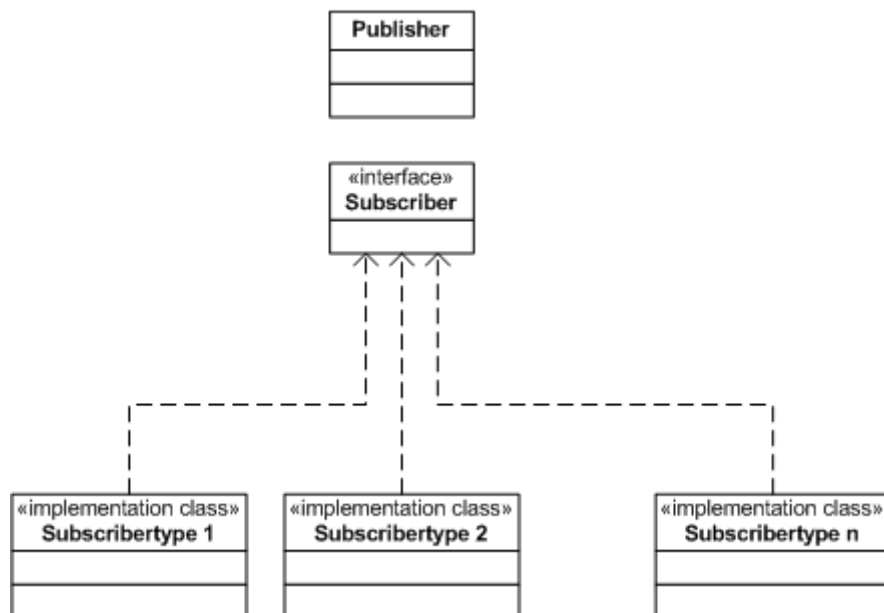 Publisher
«interface»
Subscriber
«implementation class»
Subscribertype 1
«implementation class»
Subscribertype 2
«implementation class»
Subscribertype n